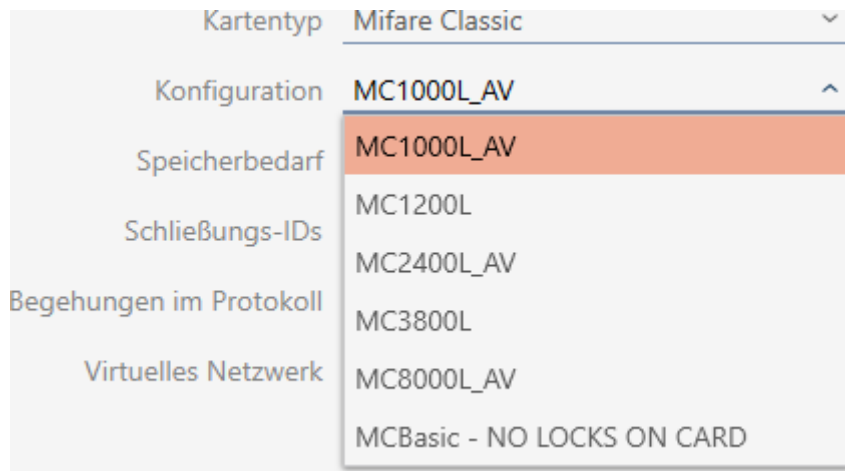 Kartentyp Mifare Classic
Konfiguration MC1000L_AV
MC1000L_AV
Speicherbedarf
MC1200L
Schließungs-IDs
MC2400L_AV
Begehungen im Protokoll
MC3800L
Virtuelles Netzwerk
MC8000L_AV
MCBasic - NO LOCKS ON CARD